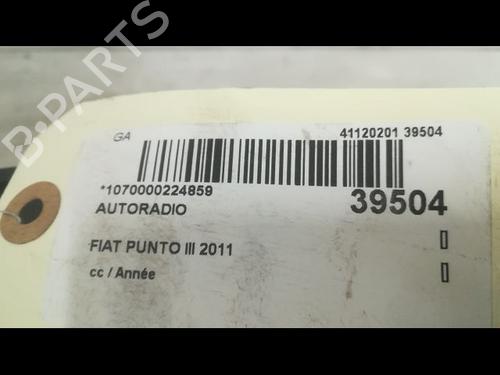 B-PARTS
GA
41120201 39504
*1070000224859
39504
AUTORADIO
FIAT PUNTO III 2011
cc / Année